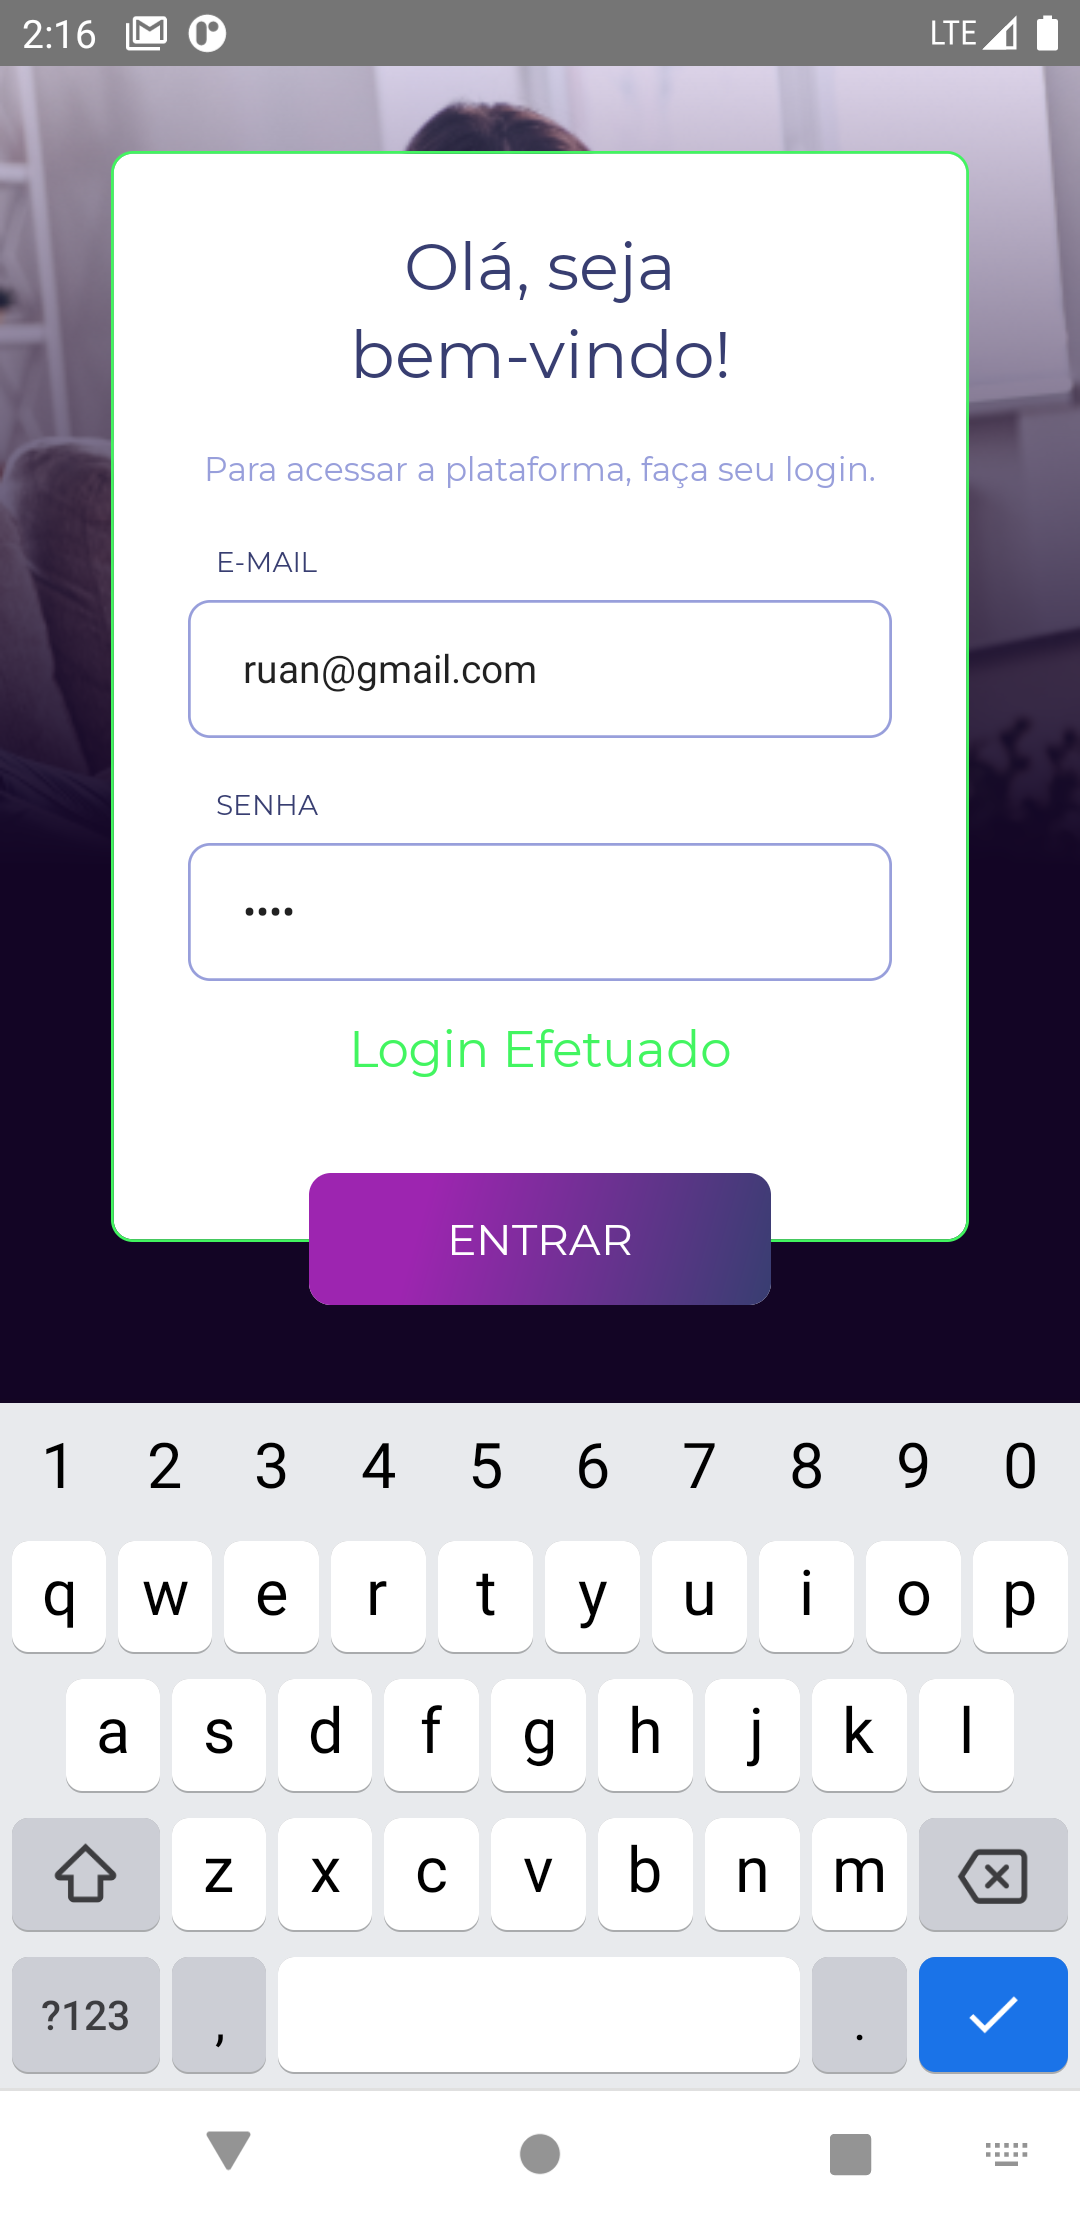 2:16 LTE
Olá, seja
bem-vindo!
Para acessar a plataforma, faça seu login.
E-MAIL
ruan@gmail.com
SENHA
••••
Login Efetuado
ENTRAR
1 2 3 4 5 6 7 8 9 0
q w e r t y u i o p
a s d f g h j k l
z x c v b n m
?123 , .